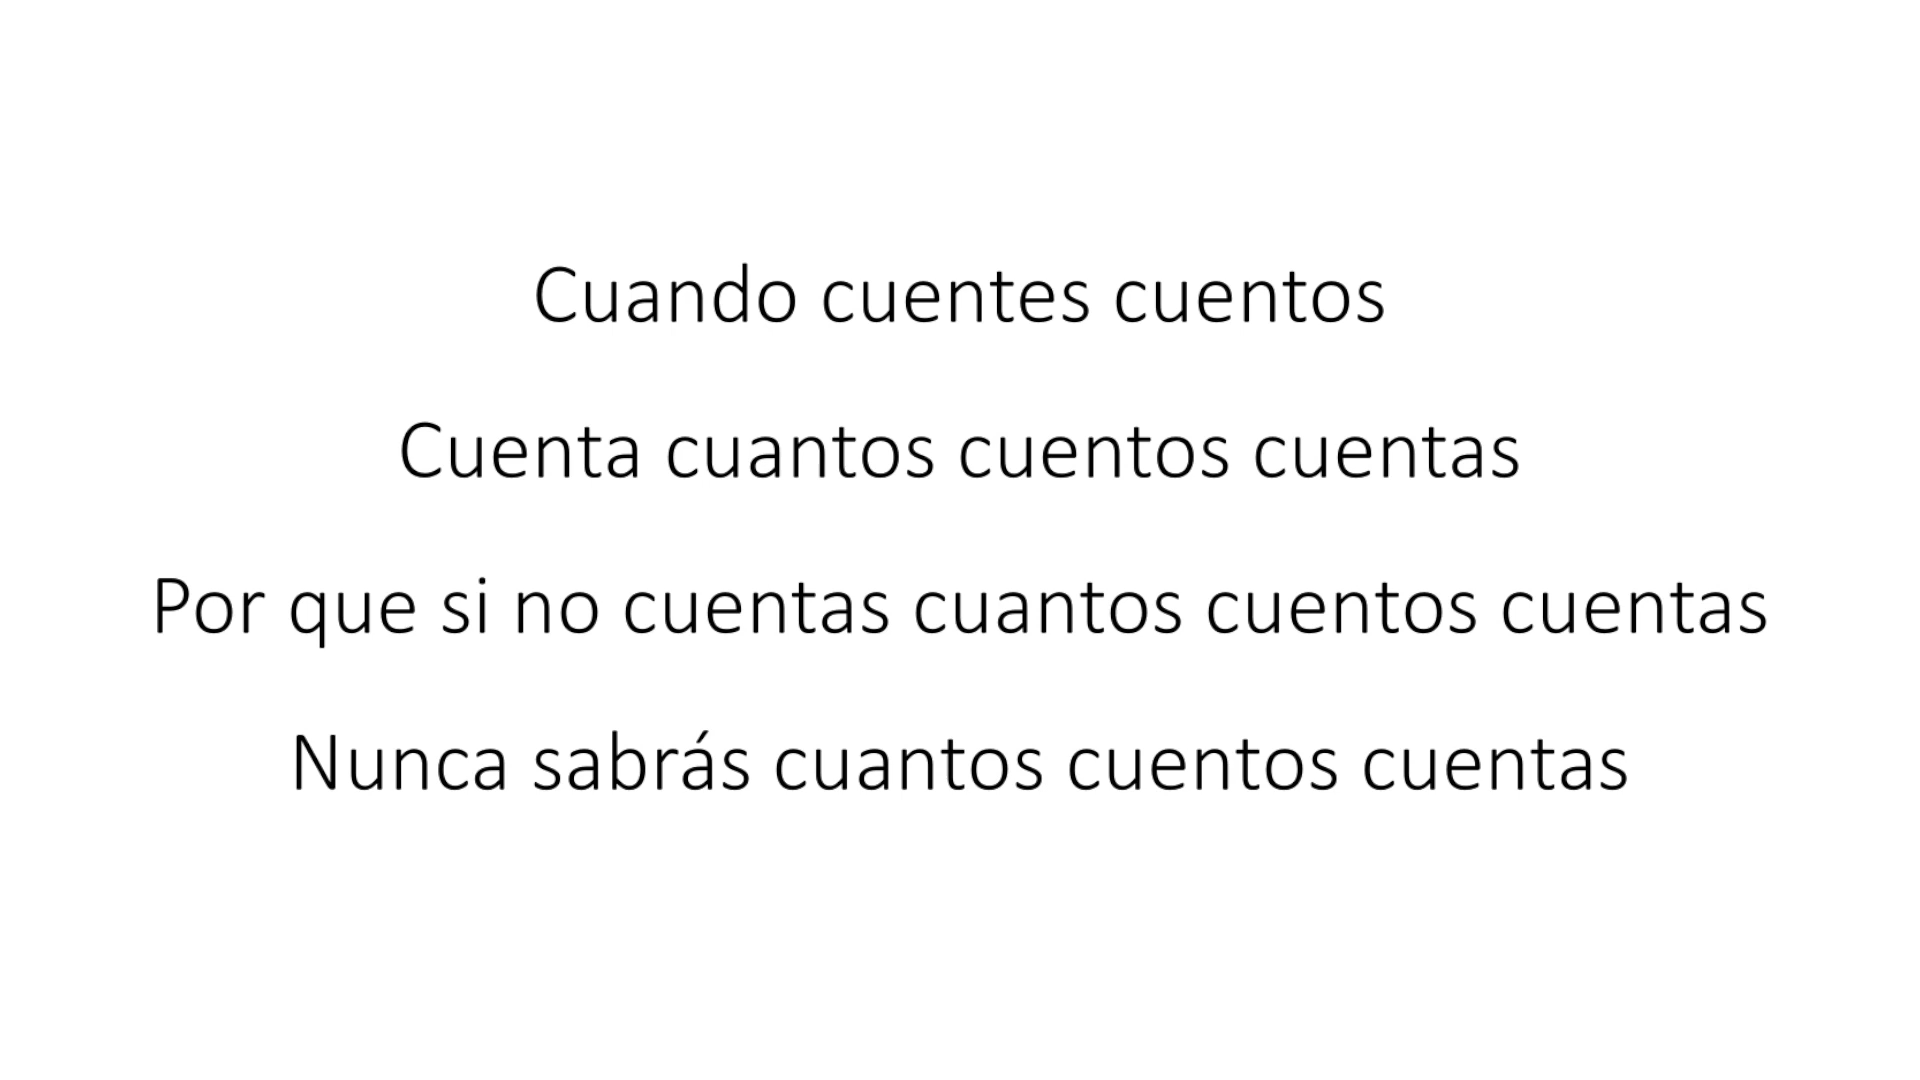 Cuando cuentes cuentos
Cuenta cuantos cuentos cuentas
Por que si no cuentas cuantos cuentos cuentas
Nunca sabrás cuantos cuentos cuentas